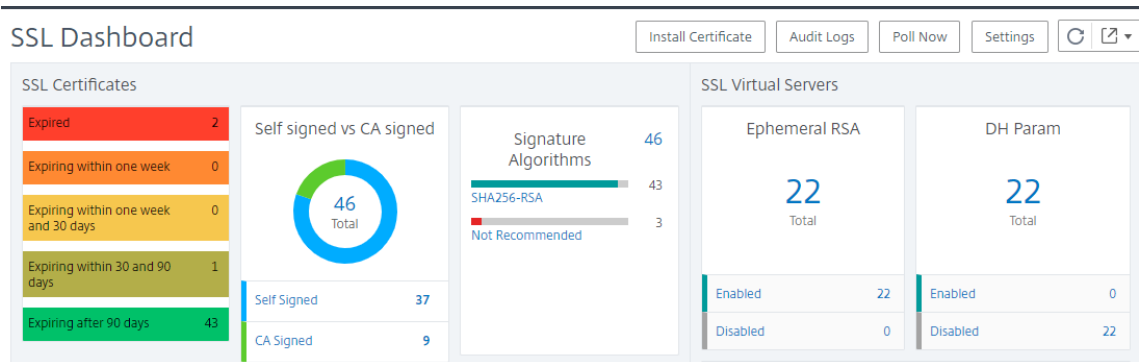 SSL Dashboard
Install Certificate
Audit Logs
Poll Now
Settings
SSL Certificates
Expired 2
Expiring within one week 0
Expiring within one week 0
and 30 days
Expiring within 30 and 90 1
days
Expiring after 90 days 43
Self signed vs CA signed
46
Total
Self Signed 37
CA Signed 9
Signature 46
Algorithms
43
SHA256-RSA
3
Not Recommended
SSL Virtual Servers
Ephemeral RSA
22
Total
Enabled 22
Disabled 0
DH Param
22
Total
Enabled 0
Disabled 22